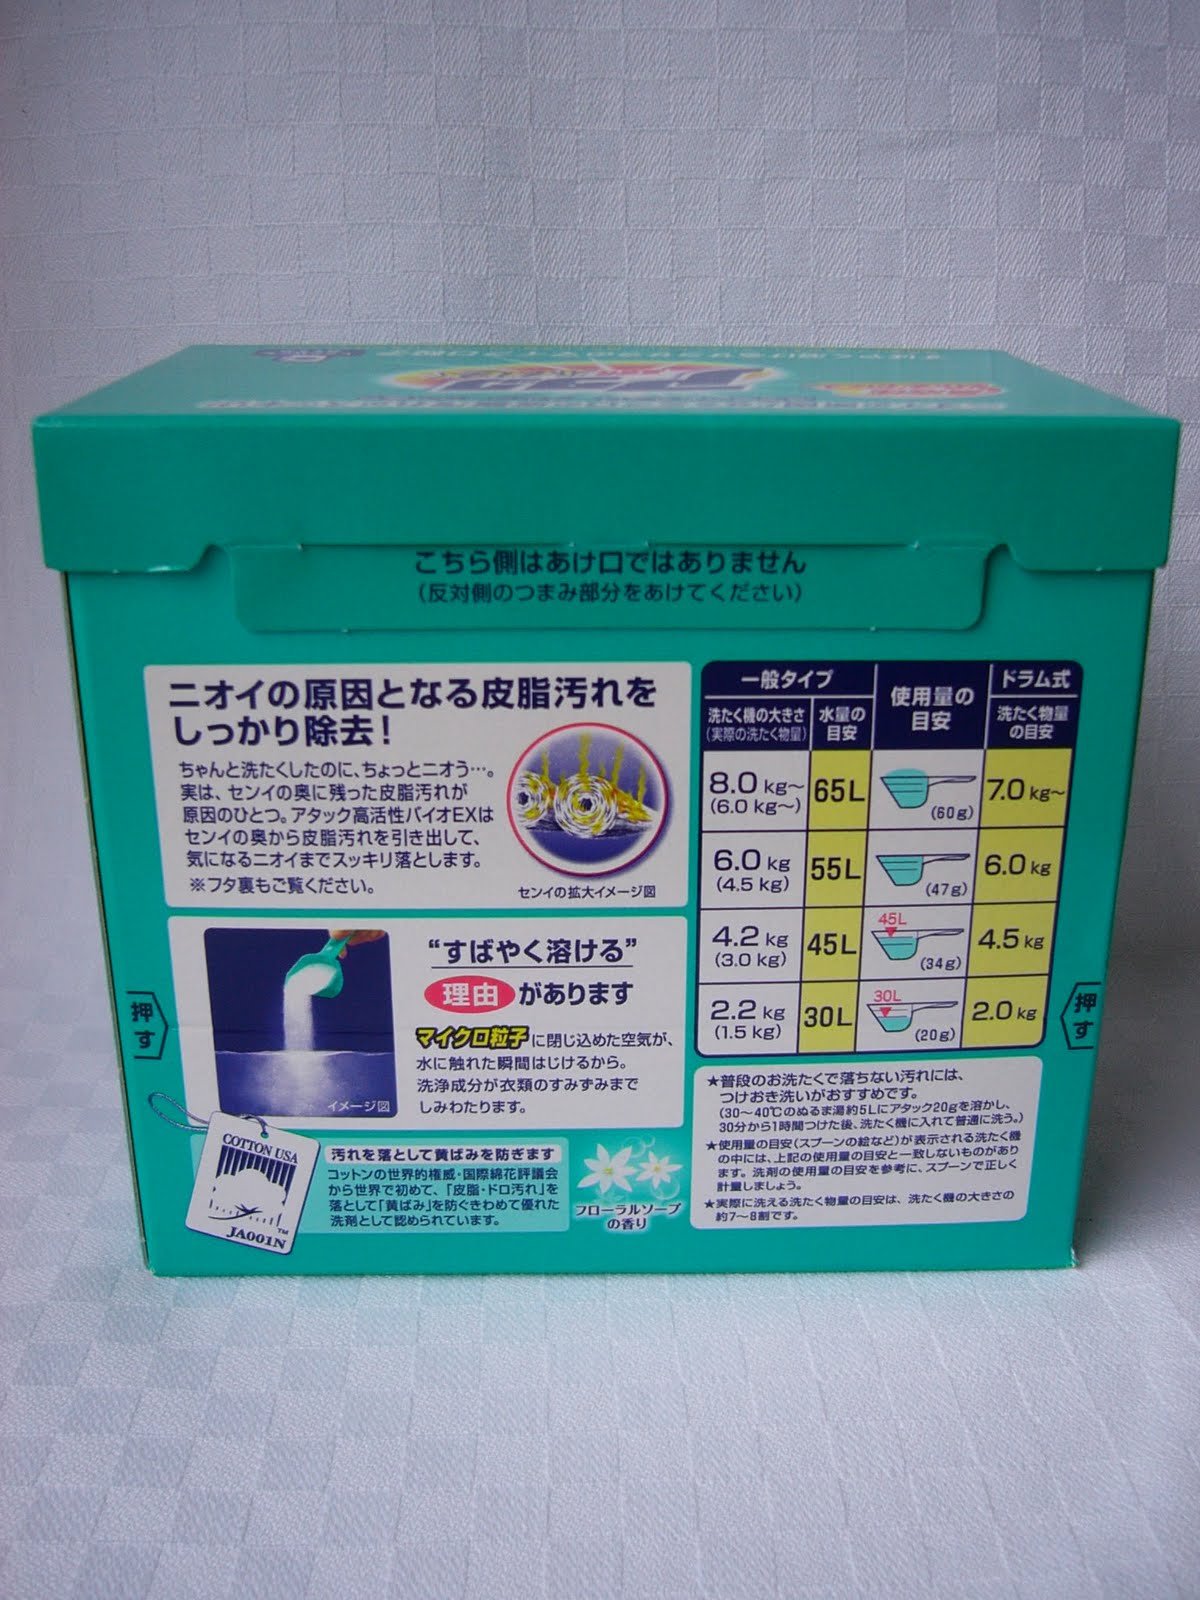 アタック
こちら側はあけ口ではありません
(反対側のつまみ部分をあけてください)
ニオイの原因となる皮脂汚れを
しっかり除去!
ちゃんと洗たくしたのに、ちょっとニオう…。
実は、センイの奥に残った皮脂汚れが
原因のひとつ。アタック高活性バイオEXは
センイの奥から皮脂汚れを引き出して、
気になるニオイまでスッキリ落とします。
※フタ裏もご覧ください。
センイの拡大イメージ図
“すばやく溶ける”
理由 があります
マイクロ粒子に閉じ込めた空気が、
水に触れた瞬間はじけるから。
洗浄成分が衣類のすみずみまで
しみわたります。
イメージ図
押す
COTTON USA
TM
JA001N
汚れを落として黄ばみを防ぎます
コットンの世界的権威・国際綿花評議会
から世界で初めて、「皮脂・ドロ汚れ」を
落として「黄ばみ」を防ぐきわめて優れた
洗剤として認められています。
フローラルソープ
の香り
一般タイプ 使用量の目安 ドラム式
洗たく機の大きさ(実際の洗たく物量) 水量の目安 洗たく物量の目安
8.0 kg~ (6.0 kg~) 65L (60g) 7.0 kg~
6.0 kg (4.5 kg) 55L (47g) 6.0 kg
4.2 kg (3.0 kg) 45L 45L (34g) 4.5 kg
2.2 kg (1.5 kg) 30L 30L (20g) 2.0 kg
押す
★普段のお洗たくで落ちない汚れには、
つけおき洗いがおすすめです。
(30~40℃のぬるま湯約5Lにアタック20gを溶かし、
30分から1時間つけた後、洗たく機に入れて普通に洗う。)
★使用量の目安(スプーンの絵など)が表示される洗たく機
の中には、上記の使用量の目安と一致しないものがあり
ます。洗剤の使用量の目安を参考に、スプーンで正しく
計量しましょう。
★実際に洗える洗たく物量の目安は、洗たく機の大きさの
約7~8割です。